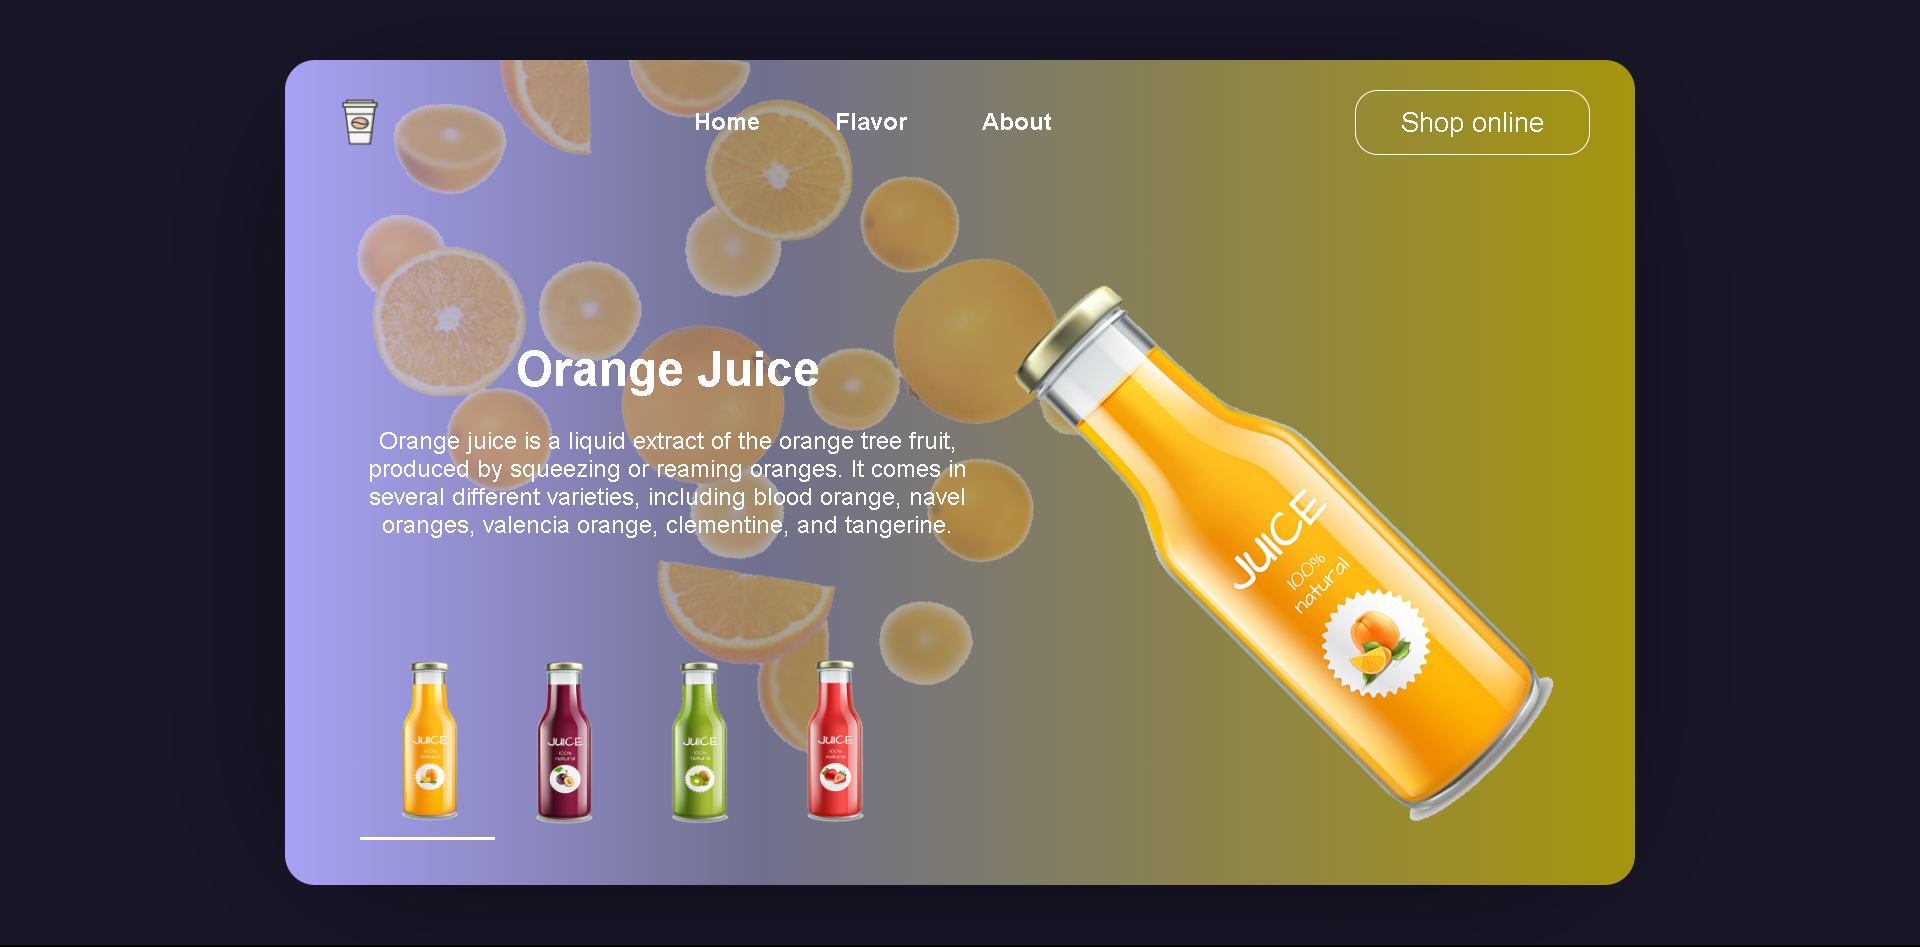 Home Flavor About Shop online
Orange Juice
Orange juice is a liquid extract of the orange tree fruit,
produced by squeezing or reaming oranges. It comes in
several different varieties, including blood orange, navel
oranges, valencia orange, clementine, and tangerine.
JUICE
100%
natural
JUICE JUICE JUICE JUICE
100% 100% 100% 100%
natural natural natural natural